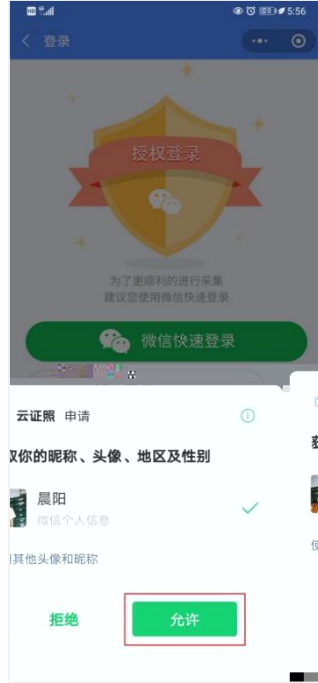 5:56
登录
授权登录
为了更顺利的进行采集
建议您使用微信快速登录
微信快速登录
云证照 申请
你的昵称、头像、地区及性别
晨阳
微信个人信息
其他头像和昵称
拒绝
允许